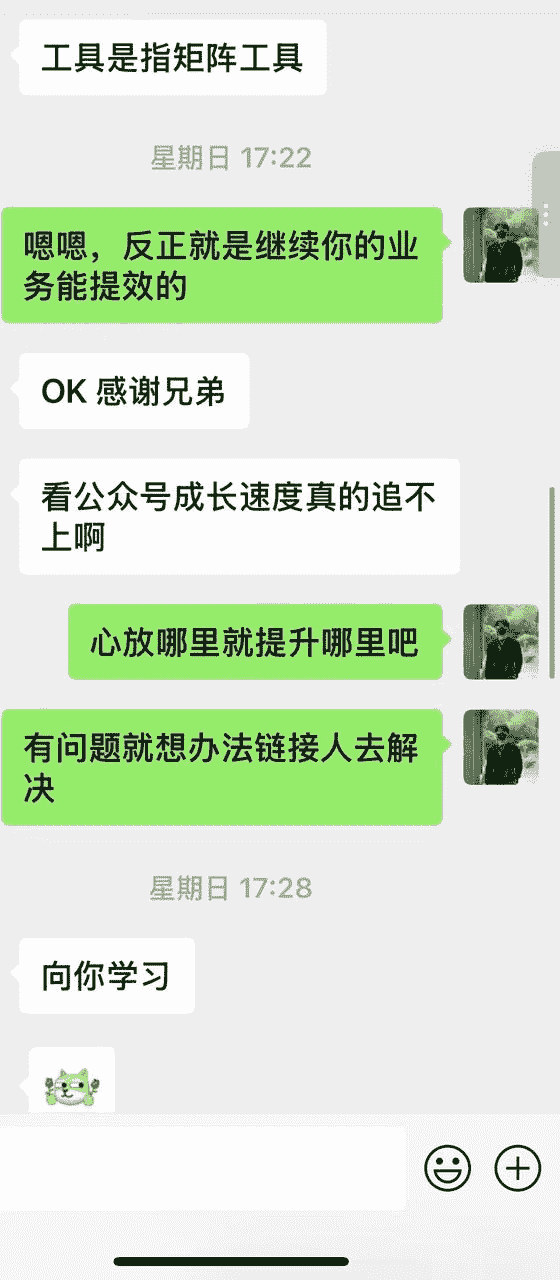 工具是指矩阵工具
星期日 17:22
嗯嗯，反正就是继续你的业
务能提效的
OK 感谢兄弟
看公众号成长速度真的追不
上啊
心放哪里就提升哪里吧
有问题就想办法链接人去解
决
星期日 17:28
向你学习